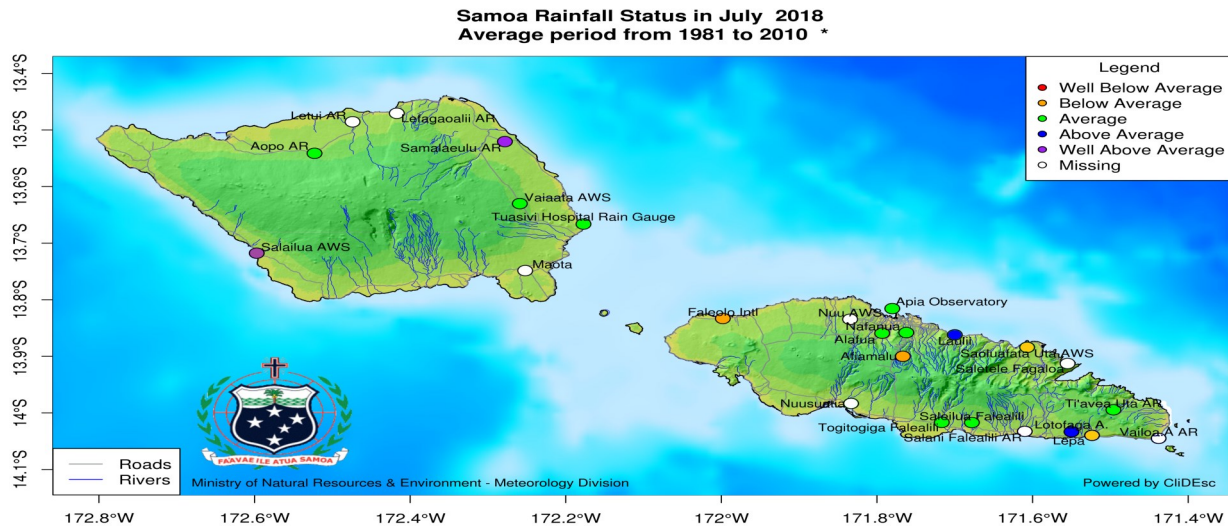 Samoa Rainfall Status in July 2018
Average period from 1981 to 2010 *
Legend
Well Below Average
Below Average
Average
Above Average
Well Above Average
Missing
13.4°S
13.5°S
13.6°S
13.7°S
13.8°S
13.9°S
14°S
14.1°S
Letui AR
Lefagaoalii AR
Aopo AR
Samalaeulu AR
Vaiaata AWS
Tuasivi Hospital Rain Gauge
Salailua AWS
Maota
Faleolo Intl
Nuu AWS
Apia Observatory
Nafanua
Alafua
Laulii
Afiamalu
Saoluafata Uta AWS
Salelele Fagaloa
Nuusuatia
Ti'avea Uta AR
Saleilua Falealili
Togitogiga Falealili
Lotofaga A.
Salani Falealili AR
Lepa
Vailoa A AR
FAAVAE ILE ATUA SAMOA
Roads
Rivers
Ministry of Natural Resources & Environment - Meteorology Division
Powered by CliDEsc
172.8°W
172.6°W
172.4°W
172.2°W
172°W
171.8°W
171.6°W
171.4°W